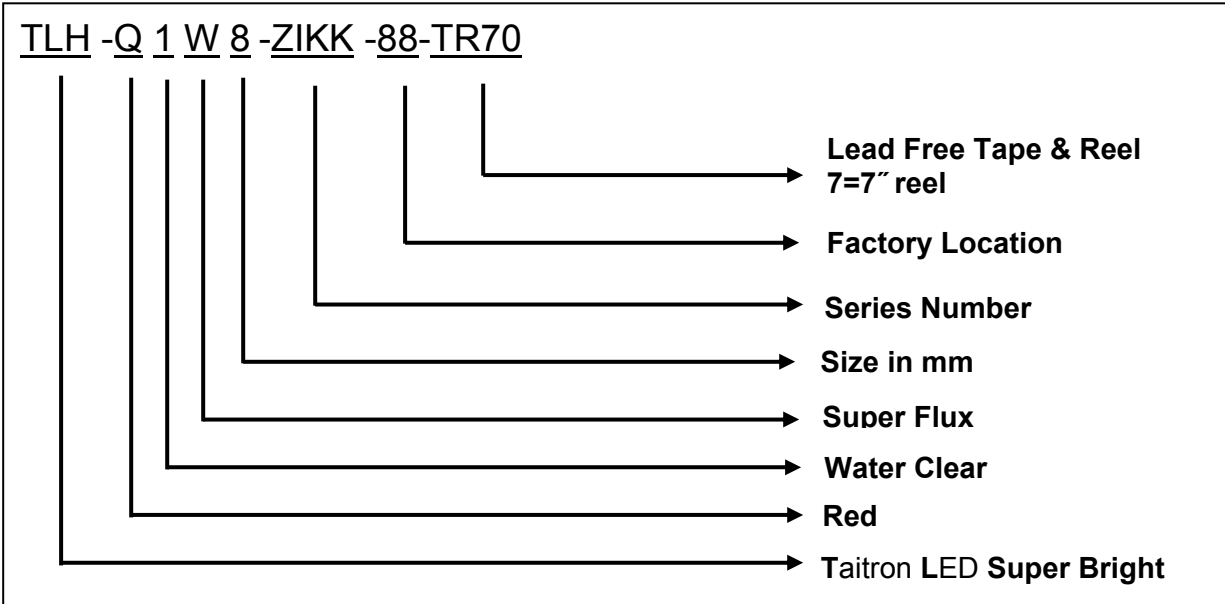 TLH -Q 1 W 8 -ZIKK -88-TR70
Lead Free Tape & Reel
7=7˝ reel
Factory Location
Series Number
Size in mm
Super Flux
Water Clear
Red
Taitron LED Super Bright